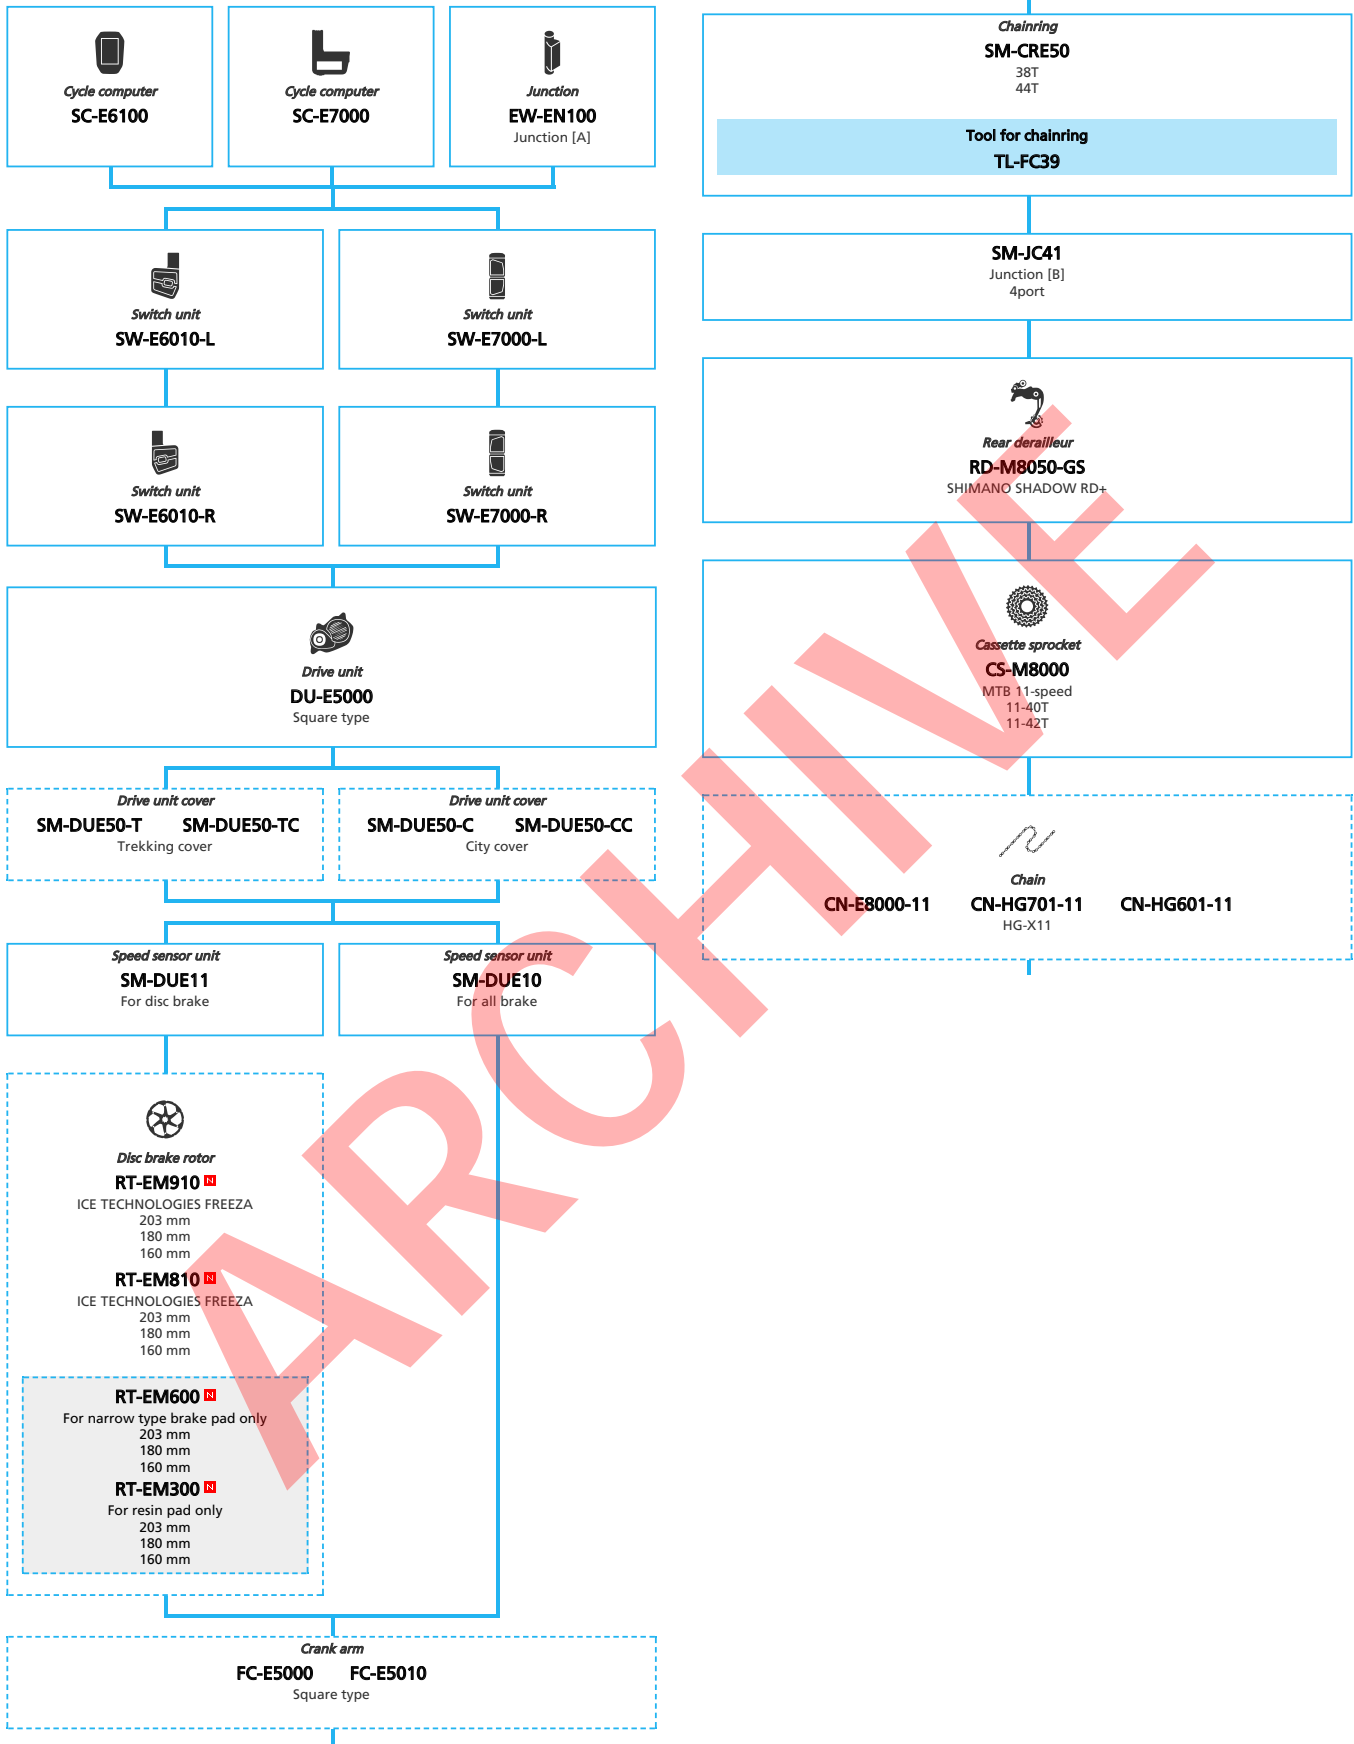 Cycle computer
SC-E6100
Cycle computer
SC-E7000
Junction
EW-EN100
Junction [A]
Switch unit
SW-E6010-L
Switch unit
SW-E7000-L
Switch unit
SW-E6010-R
Switch unit
SW-E7000-R
Drive unit
DU-E5000
Square type
Drive unit cover
SM-DUE50-T SM-DUE50-TC
Trekking cover
Drive unit cover
SM-DUE50-C SM-DUE50-CC
City cover
Speed sensor unit
SM-DUE11
For disc brake
Speed sensor unit
SM-DUE10
For all brake
Disc brake rotor
RT-EM910 N
ICE TECHNOLOGIES FREEZA
203 mm
180 mm
160 mm
RT-EM810 N
ICE TECHNOLOGIES FREEZA
203 mm
180 mm
160 mm
RT-EM600 N
For narrow type brake pad only
203 mm
180 mm
160 mm
RT-EM300 N
For resin pad only
203 mm
180 mm
160 mm
Crank arm
FC-E5000 FC-E5010
Square type
Chainring
SM-CRE50
38T
44T
Tool for chainring
TL-FC39
SM-JC41
Junction [B]
4port
Rear derailleur
RD-M8050-GS
SHIMANO SHADOW RD+
Cassette sprocket
CS-M8000
MTB 11-speed
11-40T
11-42T
Chain
CN-E8000-11 CN-HG701-11 CN-HG601-11
HG-X11
ARCHIVE